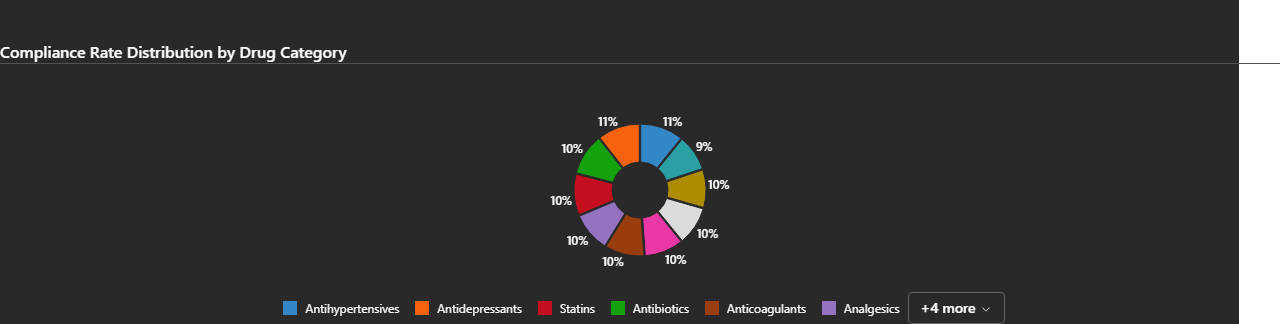 Compliance Rate Distribution by Drug Category
11% 11%
10% 9%
10% 10%
10% 10%
10% 10%
Antihypertensives Antidepressants Statins Antibiotics Anticoagulants Analgesics +4 more